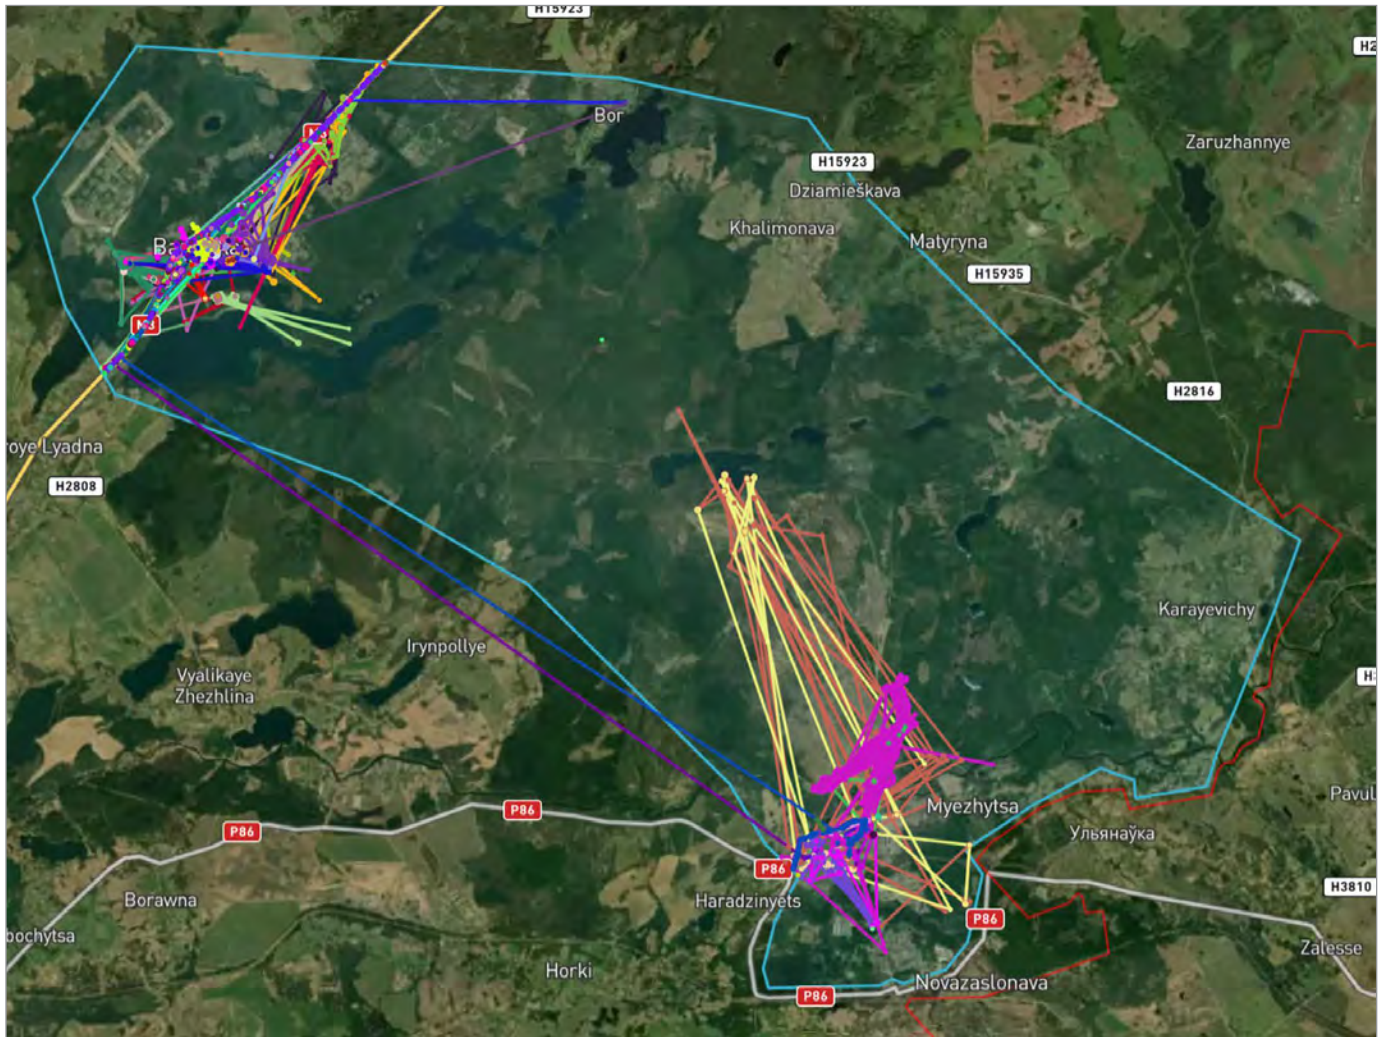 H15923
Zaruzhannye
Bor
H15923
Dziamieškava
Khalimonava
Matyryna
H15935
M3
H2816
roye Lyadna
H2808
Karayevichy
Irynpollye
Vyalikaye
Zhezhlina
Myezhytsa
Pavul
P86
P86
Ульянаўка
P86
H3810
Borawna
Haradzinyets
P86
bochytsa
Zalesse
Horki
Novazaslonava
P86